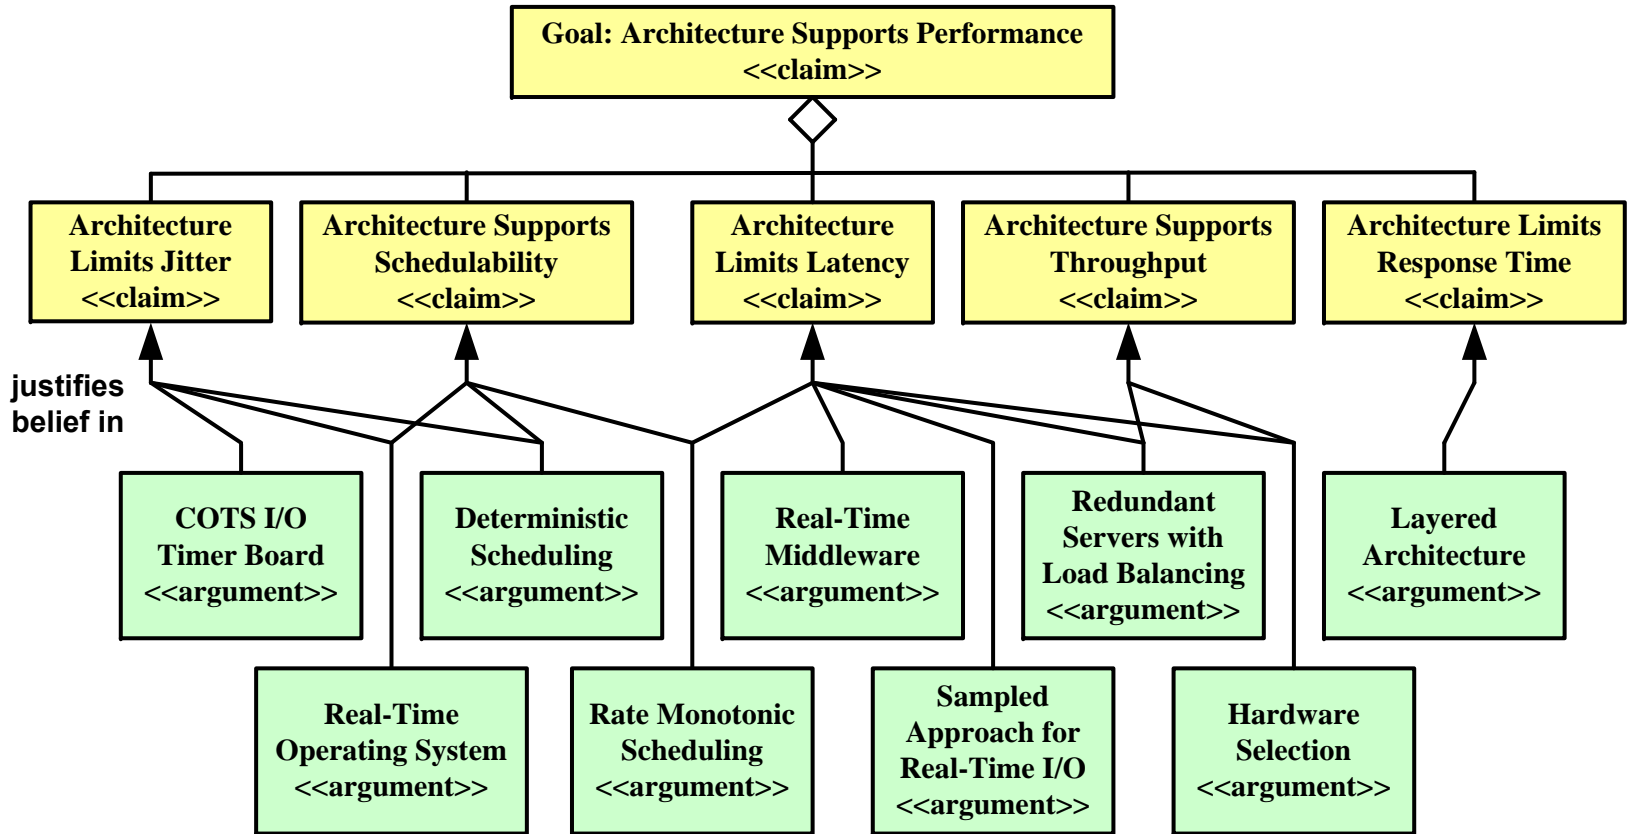 Goal: Architecture Supports Performance
<<claim>>
Architecture
Limits Jitter
<<claim>>
Architecture Supports
Schedulability
<<claim>>
Architecture
Limits Latency
<<claim>>
Architecture Supports
Throughput
<<claim>>
Architecture Limits
Response Time
<<claim>>
justifies
belief in
COTS I/O
Timer Board
<<argument>>
Deterministic
Scheduling
<<argument>>
Real-Time
Middleware
<<argument>>
Redundant
Servers with
Load Balancing
<<argument>>
Layered
Architecture
<<argument>>
Real-Time
Operating System
<<argument>>
Rate Monotonic
Scheduling
<<argument>>
Sampled
Approach for
Real-Time I/O
<<argument>>
Hardware
Selection
<<argument>>